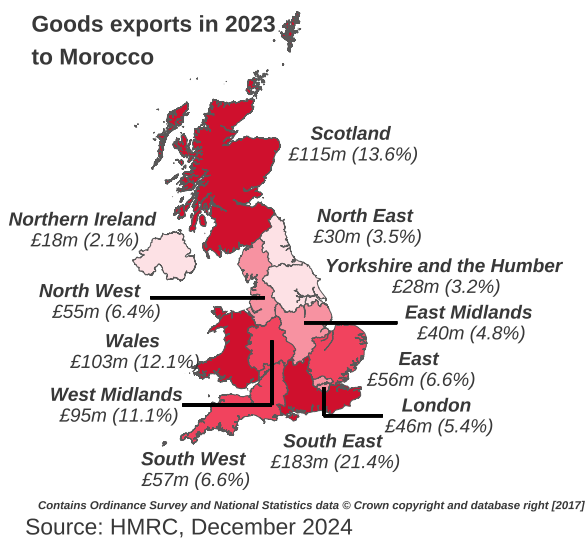 Goods exports in 2023
to Morocco
Scotland
£115m (13.6%)
Northern Ireland
£18m (2.1%)
North East
£30m (3.5%)
Yorkshire and the Humber
£28m (3.2%)
North West
£55m (6.4%)
East Midlands
£40m (4.8%)
Wales
£103m (12.1%)
East
£56m (6.6%)
West Midlands
£95m (11.1%)
London
£46m (5.4%)
South East
£183m (21.4%)
South West
£57m (6.6%)
Contains Ordinance Survey and National Statistics data © Crown copyright and database right [2017]
Source: HMRC, December 2024